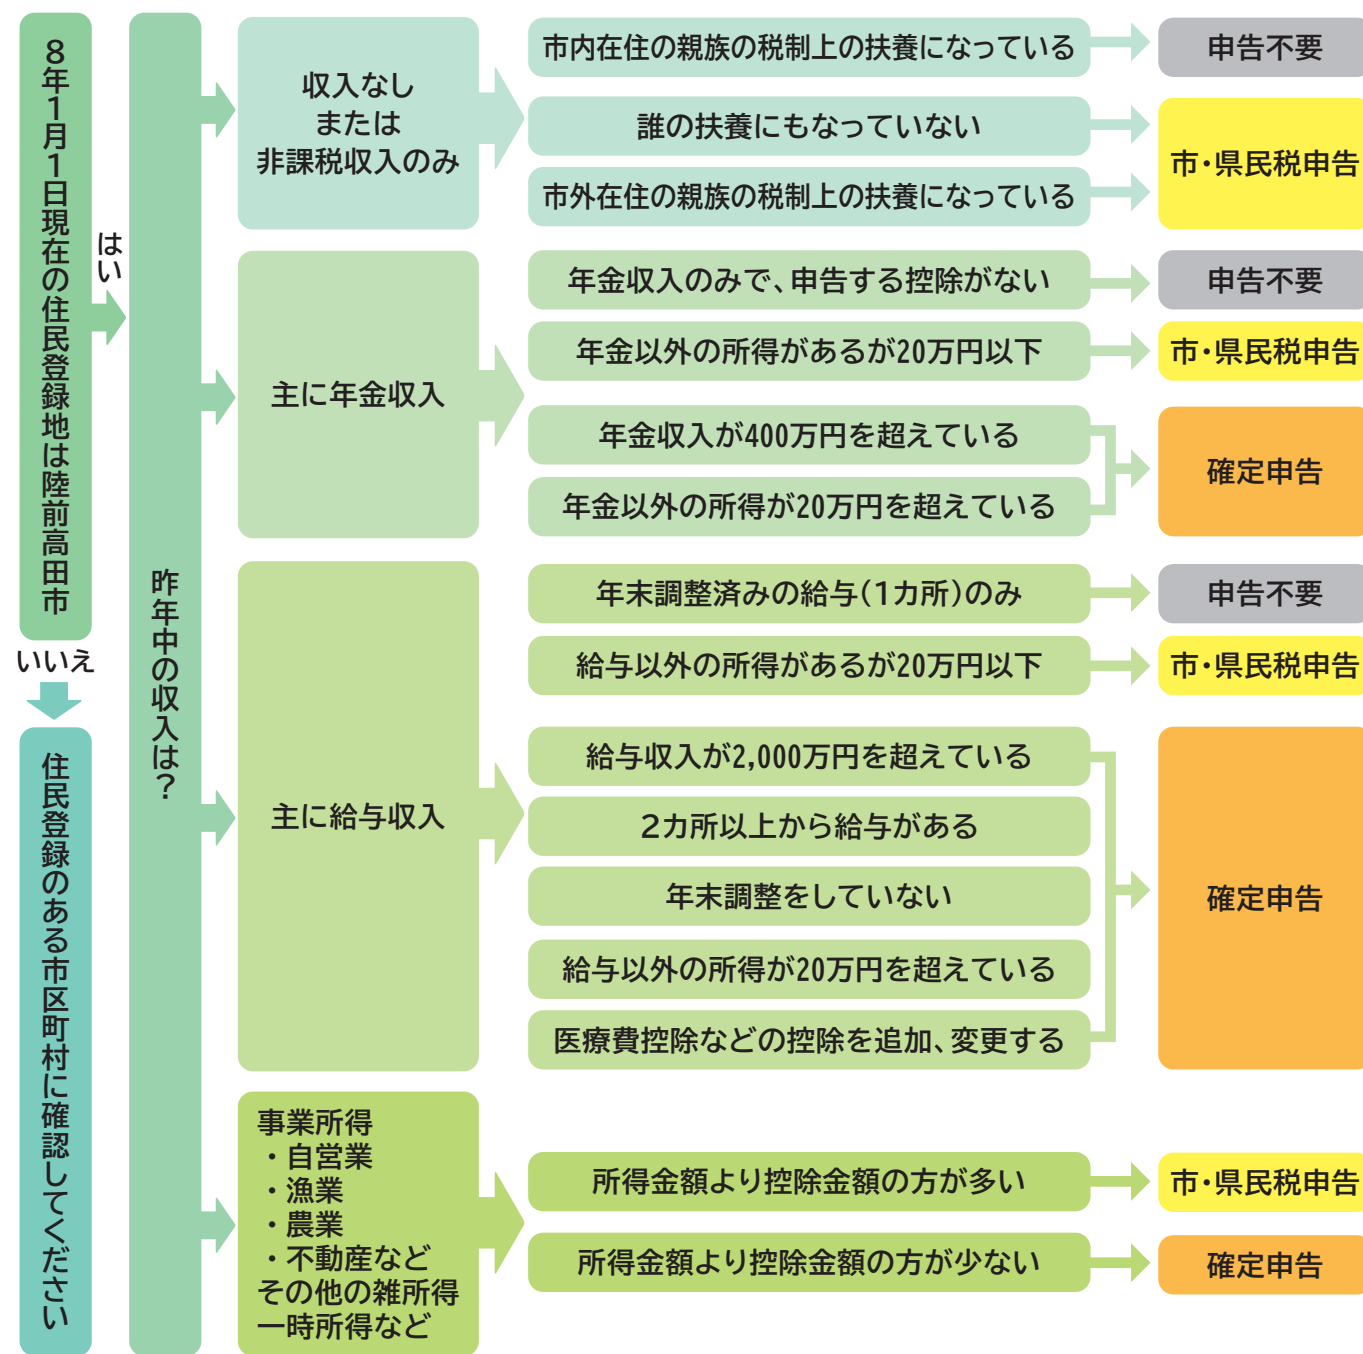 8年1月1日現在の住民登録地は陸前高田市
はい
いいえ
住民登録のある市区町村に確認してください
昨年中の収入は？
収入なし
または
非課税収入のみ
市内在住の親族の税制上の扶養になっている
申告不要
誰の扶養にもなっていない
市外在住の親族の税制上の扶養になっている
市・県民税申告
主に年金収入
年金収入のみで、申告する控除がない
申告不要
年金以外の所得があるが20万円以下
市・県民税申告
年金収入が400万円を超えている
年金以外の所得が20万円を超えている
確定申告
主に給与収入
年末調整済みの給与（1カ所）のみ
申告不要
給与以外の所得があるが20万円以下
市・県民税申告
給与収入が2,000万円を超えている
2カ所以上から給与がある
年末調整をしていない
給与以外の所得が20万円を超えている
医療費控除などの控除を追加、変更する
確定申告
事業所得
・自営業
・漁業
・農業
・不動産など
その他の雑所得
一時所得など
所得金額より控除金額の方が多い
市・県民税申告
所得金額より控除金額の方が少ない
確定申告